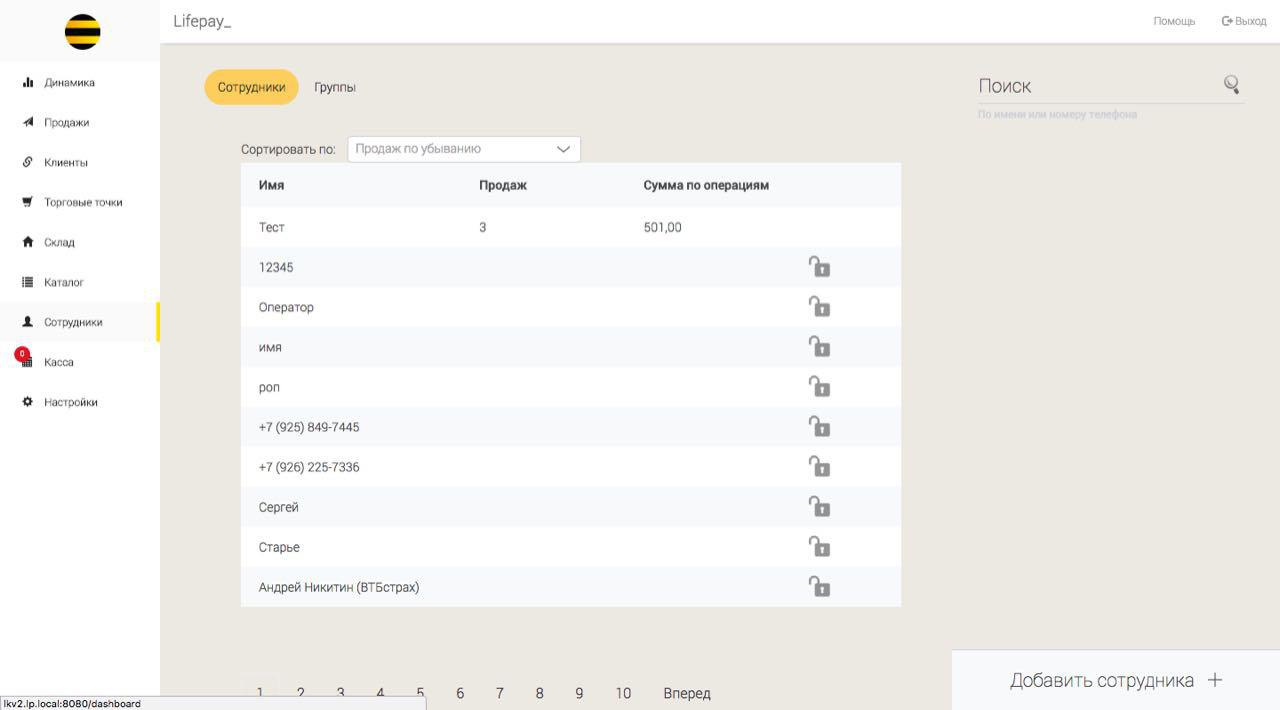 Lifepay_
Помощь
Выход
Динамика
Продажи
Клиенты
Торговые точки
Склад
Каталог
Сотрудники
0
Касса
Настройки
Сотрудники
Группы
Поиск
По имени или номеру телефона
Сортировать по: Продаж по убыванию
Имя Продаж Сумма по операциям
Тест 3 501,00
12345
Оператор
имя
роп
+7 (925) 849-7445
+7 (926) 225-7336
Сергей
Старье
Андрей Никитин (ВТБстрах)
1 2 3 4 5 6 7 8 9 10 Вперед
Добавить сотрудника
lkv2.lp.local:8080/dashboard